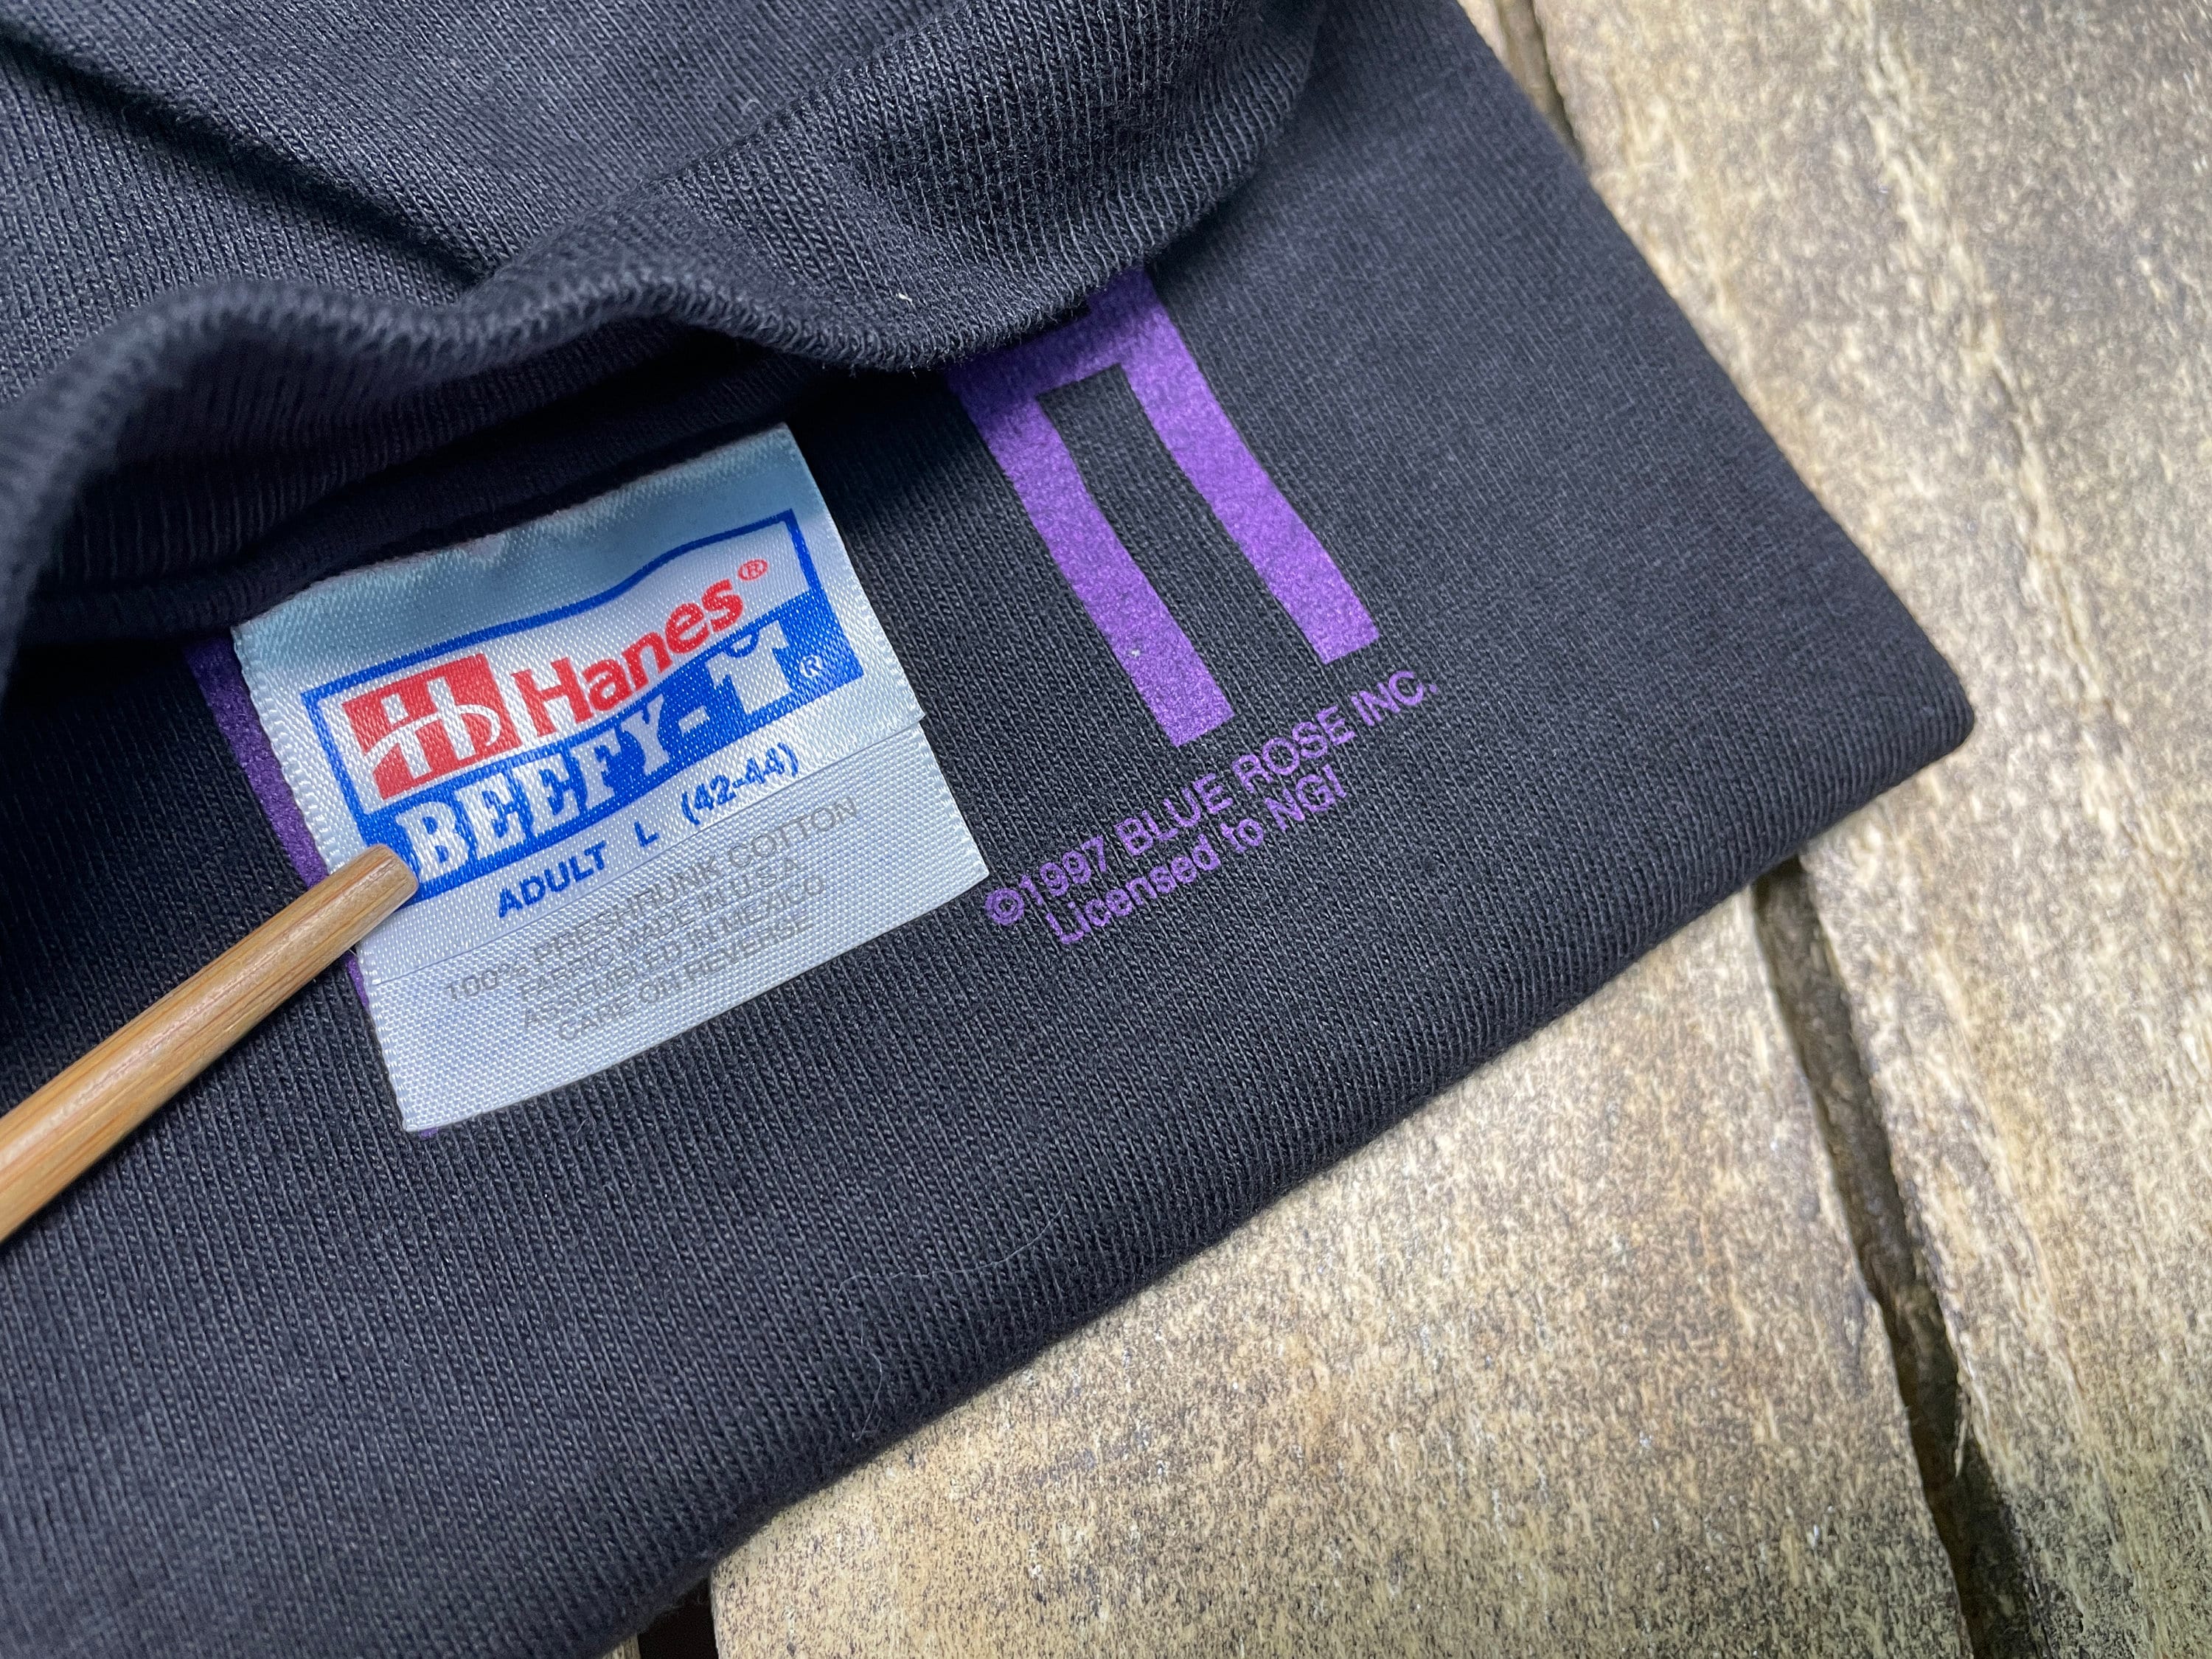 Hanes®
BEEFY-T®
ADULT L (42-44)
100% PRESHRUNK COTTON
FABRIC MADE IN U.S.A.
ASSEMBLED IN MEXICO
CARE ON REVERSE
©1997 BLUE ROSE INC.
Licensed to NGI